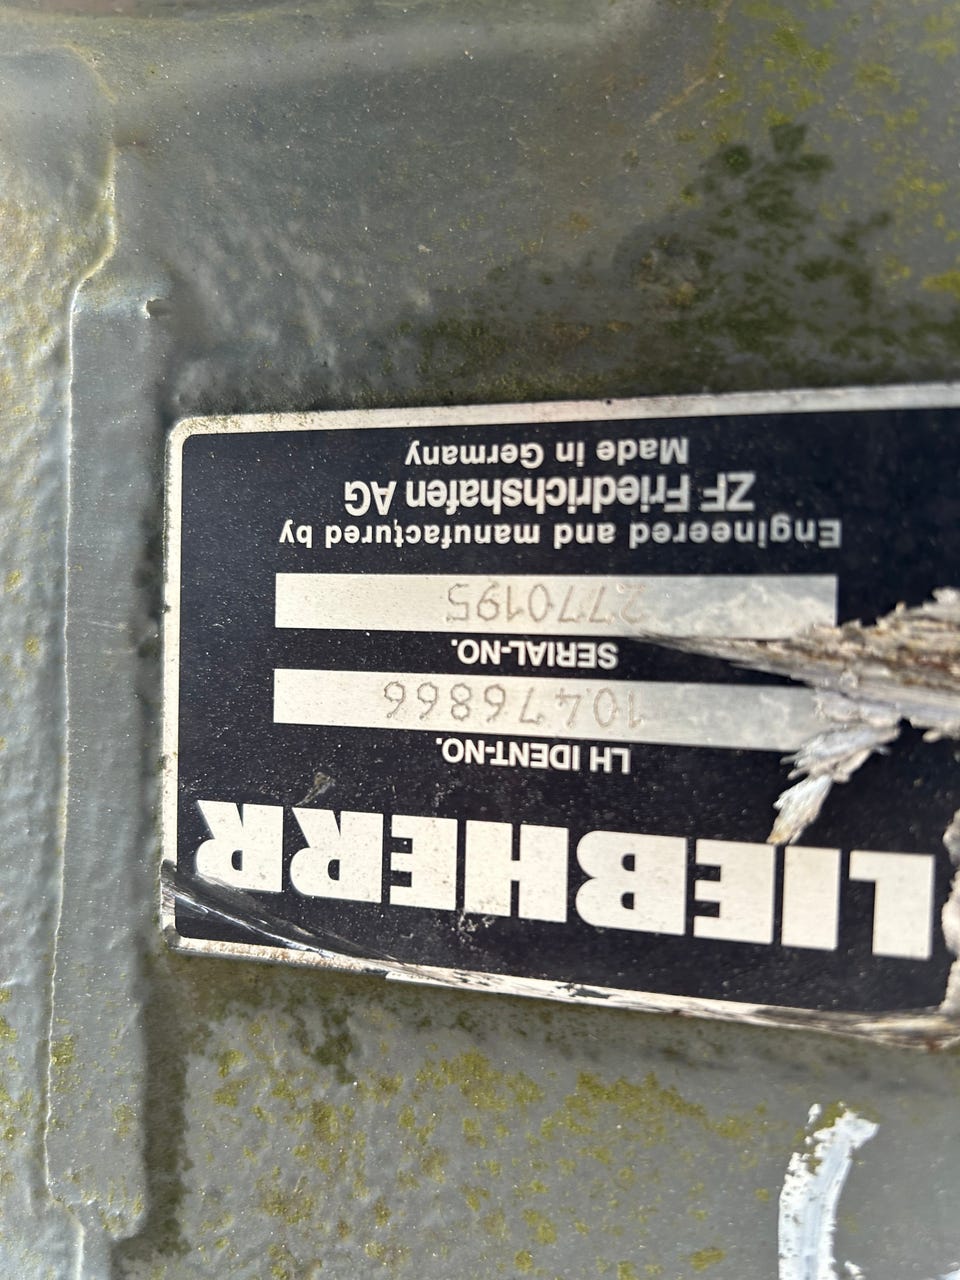 LIEBHERR
LH IDENT-NO.
10476866
SERIAL-NO.
2770195
Engineered and manufactured by
ZF Friedrichshafen AG
Made in Germany